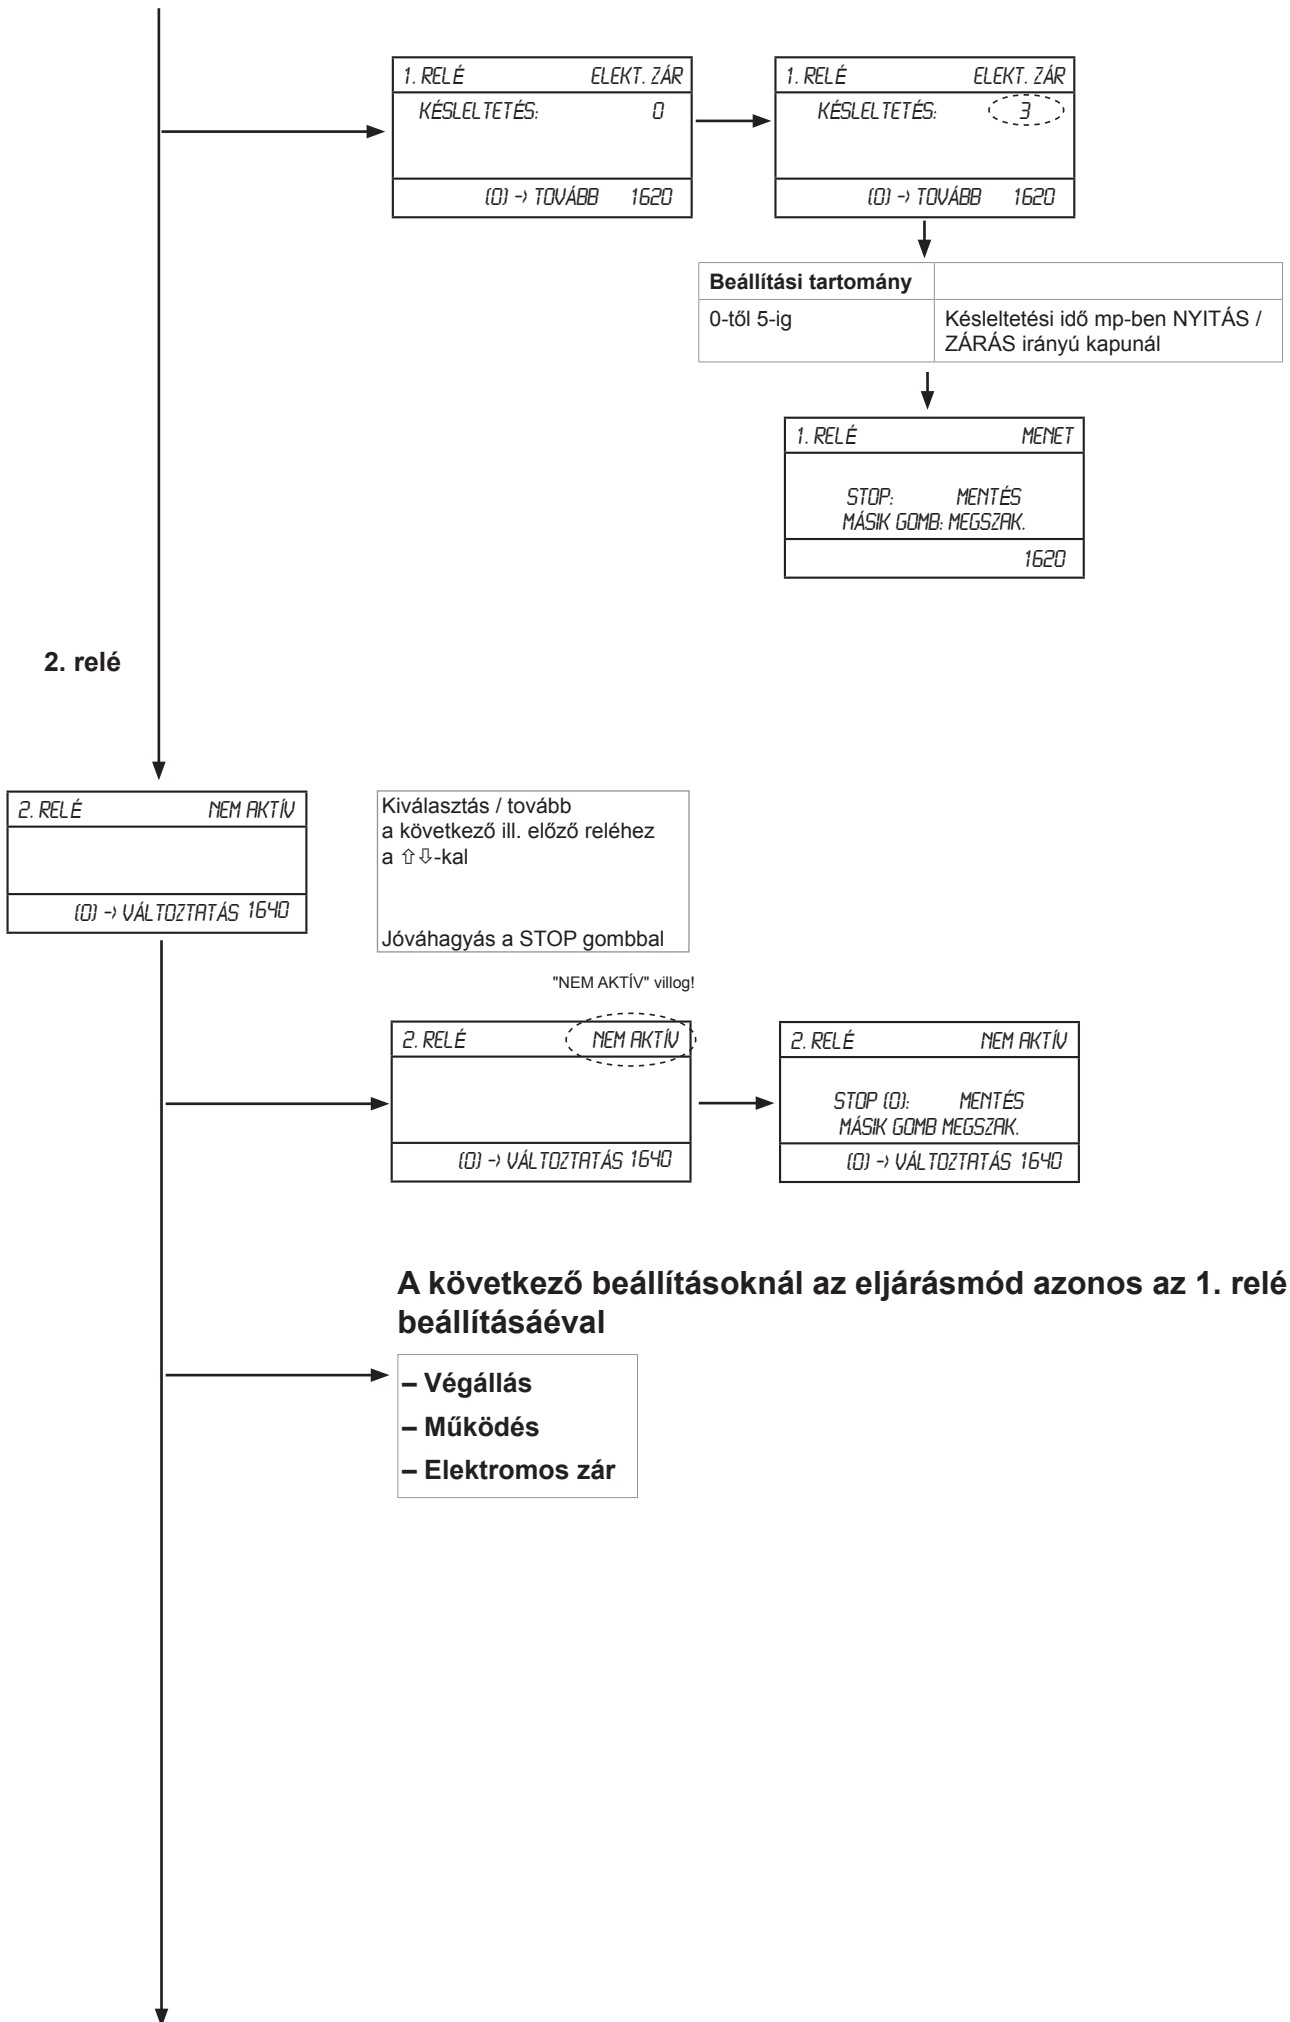 1. RELÉ ELEKT. ZÁR
KÉSLELTETÉS: 0
(0) -> TOVÁBB 1620
1. RELÉ ELEKT. ZÁR
KÉSLELTETÉS: 3
(0) -> TOVÁBB 1620
Beállítási tartomány
0-től 5-ig
Késleltetési idő mp-ben NYITÁS /
ZÁRÁS irányú kapunál
1. RELÉ MENET
STOP: MENTÉS
MÁSIK GOMB: MEGSZAK.
1620
2. relé
2. RELÉ NEM AKTÍV
(0) -> VÁLTOZTATÁS 1640
Kiválasztás / tovább
a következő ill. előző reléhez
a ⇧⇩-kal
Jóváhagyás a STOP gombbal
"NEM AKTÍV" villog!
2. RELÉ NEM AKTÍV
(0) -> VÁLTOZTATÁS 1640
2. RELÉ NEM AKTÍV
STOP (0): MENTÉS
MÁSIK GOMB MEGSZAK.
(0) -> VÁLTOZTATÁS 1640
A következő beállításoknál az eljárásmód azonos az 1. relé
beállításáéval
– Végállás
– Működés
– Elektromos zár